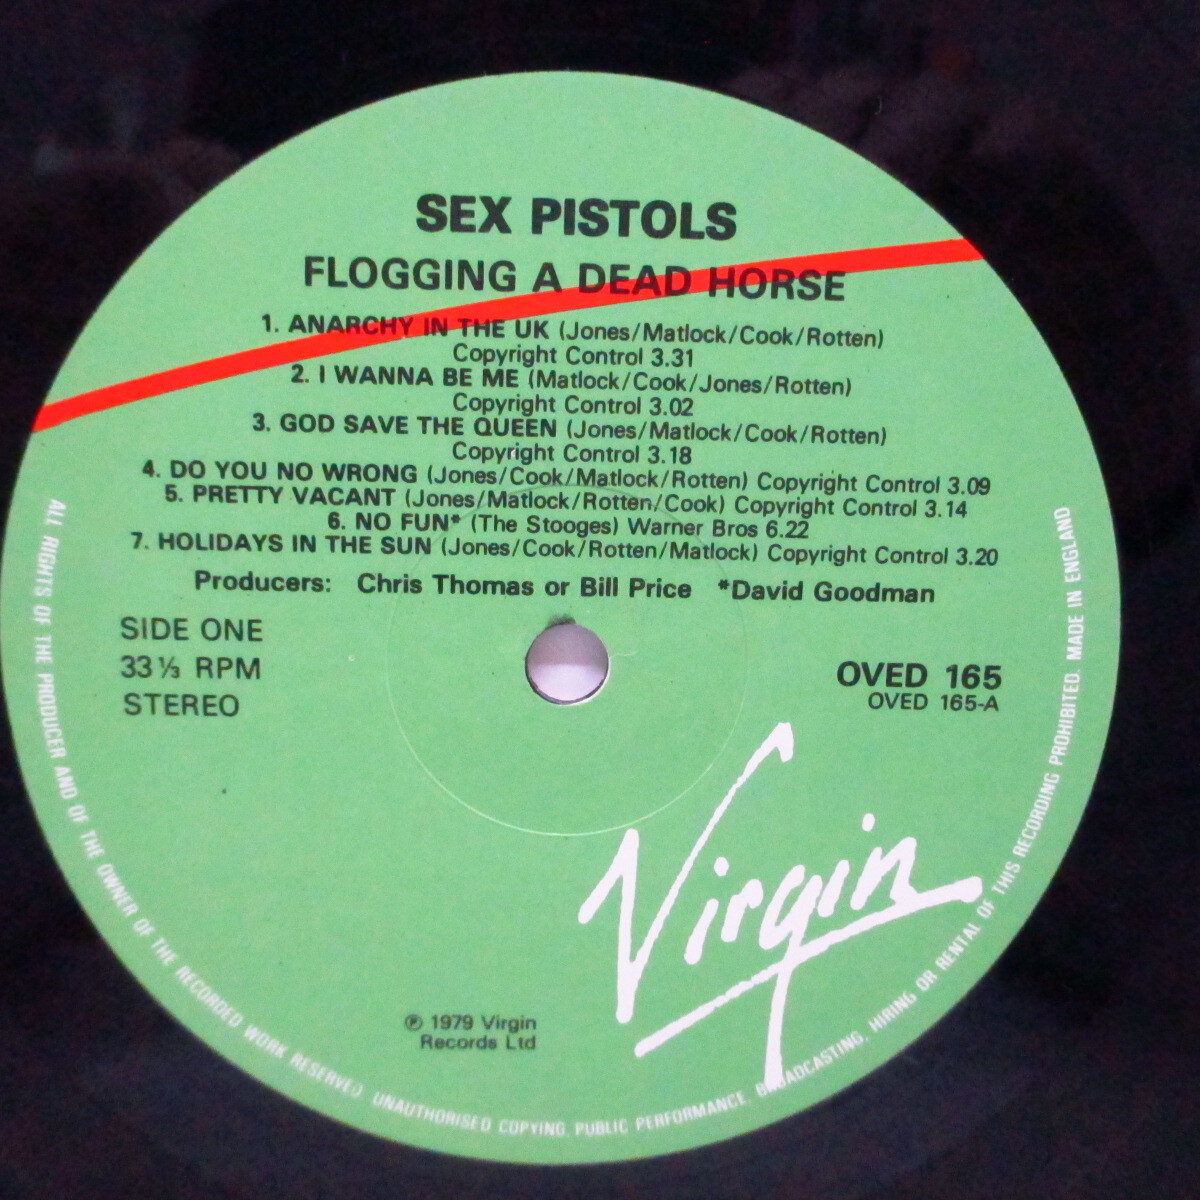 SEX PISTOLS
FLOGGING A DEAD HORSE
1. ANARCHY IN THE UK (Jones/Matlock/Cook/Rotten)
Copyright Control 3.31
2. I WANNA BE ME (Matlock/Cook/Jones/Rotten)
Copyright Control 3.02
3. GOD SAVE THE QUEEN (Jones/Matlock/Cook/Rotten)
Copyright Control 3.18
4. DO YOU NO WRONG (Jones/Cook/Matlock/Rotten) Copyright Control 3.09
5. PRETTY VACANT (Jones/Matlock/Rotten/Cook) Copyright Control 3.14
6. NO FUN* (The Stooges) Warner Bros 6.22
7. HOLIDAYS IN THE SUN (Jones/Cook/Rotten/Matlock) Copyright Control 3.20
Producers: Chris Thomas or Bill Price *David Goodman
SIDE ONE
33⅓ RPM
STEREO
OVED 165
OVED 165-A
Virgin
℗ 1979 Virgin
Records Ltd
ALL RIGHTS OF THE PRODUCER AND OF THE OWNER OF THE RECORDED WORK RESERVED. UNAUTHORISED COPYING. PUBLIC PERFORMANCE. BROADCASTING, HIRING OR RENTAL OF THIS RECORDING PROHIBITED. MADE IN ENGLAND